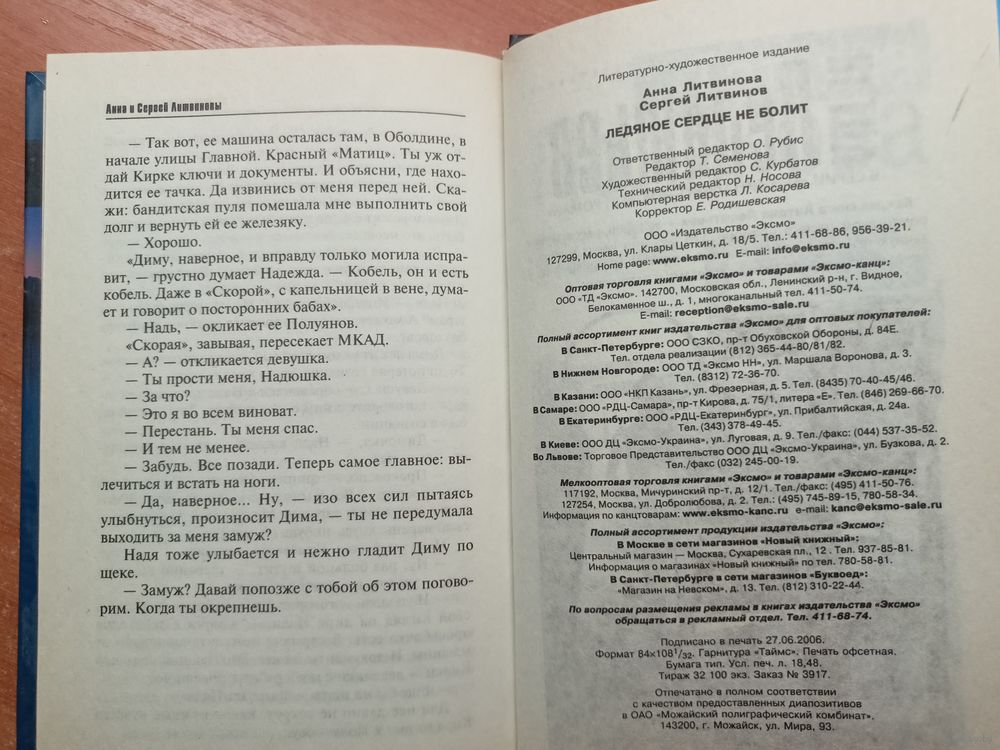 Анна и Сергей Литвиновы
— Так вот, ее машина осталась там, в Оболдине, в
начале улицы Главной. Красный «Матиц». Ты уж от-
дай Кирке ключи и документы. И объясни, где нахо-
дится ее тачка. Да извинись от меня перед ней. Ска-
жи: бандитская пуля помешала мне выполнить свой
долг и вернуть ей ее железяку.
— Хорошо.
«Диму, наверное, и вправду только могила испра-
вит, — грустно думает Надежда. — Кобель, он и есть
кобель. Даже в «Скорой», с капельницей в вене, дума-
ет и говорит о посторонних бабах».
— Надь, — окликает ее Полуянов.
«Скорая», завывая, пересекает МКАД.
— А? — откликается девушка.
— Ты прости меня, Надюшка.
— За что?
— Это я во всем виноват.
— Перестань. Ты меня спас.
— И тем не менее.
— Забудь. Все позади. Теперь самое главное: вы-
лечиться и встать на ноги.
— Да, наверное... Ну, — изо всех сил пытаясь
улыбнуться, произносит Дима, — ты не передумала
выходить за меня замуж?
Надя тоже улыбается и нежно гладит Диму по
щеке.
— Замуж? Давай попозже с тобой об этом погово-
рим. Когда ты окрепнешь.
Литературно-художественное издание
Анна Литвинова
Сергей Литвинов
ЛЕДЯНОЕ СЕРДЦЕ НЕ БОЛИТ
Ответственный редактор О. Рубис
Редактор Т. Семенова
Художественный редактор С. Курбатов
Технический редактор Н. Носова
Компьютерная верстка Л. Косарева
Корректор Е. Родишевская
ООО «Издательство «Эксмо»
127299, Москва, ул. Клары Цеткин, д. 18/5. Тел.: 411-68-86, 956-39-21.
Home page: www.eksmo.ru E-mail: info@eksmo.ru
Оптовая торговля книгами «Эксмо» и товарами «Эксмо-канц»:
ООО «ТД «Эксмо». 142700, Московская обл., Ленинский р-н, г. Видное,
Белокаменное ш., д. 1, многоканальный тел. 411-50-74.
E-mail: reception@eksmo-sale.ru
Полный ассортимент книг издательства «Эксмо» для оптовых покупателей:
В Санкт-Петербурге: ООО СЗКО, пр-т Обуховской Обороны, д. 84Е.
Тел. отдела реализации (812) 365-44-80/81/82.
В Нижнем Новгороде: ООО ТД «Эксмо НН», ул. Маршала Воронова, д. 3.
Тел. (8312) 72-36-70.
В Казани: ООО «НКП Казань», ул. Фрезерная, д. 5. Тел. (8435) 70-40-45/46.
В Самаре: ООО «РДЦ-Самара», пр-т Кирова, д. 75/1, литера «Е». Тел. (846) 269-66-70.
В Екатеринбурге: ООО «РДЦ-Екатеринбург», ул. Прибалтийская, д. 24а.
Тел. (343) 378-49-45.
В Киеве: ООО ДЦ «Эксмо-Украина», ул. Луговая, д. 9. Тел./факс: (044) 537-35-52.
Во Львове: Торговое Представительство ООО ДЦ «Эксмо-Украина», ул. Бузкова, д. 2.
Тел./факс (032) 245-00-19.
Мелкооптовая торговля книгами «Эксмо» и товарами «Эксмо-канц»:
117192, Москва, Мичуринский пр-т, д. 12/1. Тел./факс: (495) 411-50-76.
127254, Москва, ул. Добролюбова, д. 2. Тел.: (495) 745-89-15, 780-58-34.
Информация по канцтоварам: www.eksmo-kanc.ru e-mail: kanc@eksmo-sale.ru
Полный ассортимент продукции издательства «Эксмо»:
В Москве в сети магазинов «Новый книжный»:
Центральный магазин — Москва, Сухаревская пл., 12 . Тел. 937-85-81.
Информация о магазинах «Новый книжный» по тел. 780-58-81.
В Санкт-Петербурге в сети магазинов «Буквоед»:
«Магазин на Невском», д. 13. Тел. (812) 310-22-44.
По вопросам размещения рекламы в книгах издательства «Эксмо»
обращаться в рекламный отдел. Тел. 411-68-74.
Подписано в печать 27.06.2006.
Формат 84×108 1/32. Гарнитура «Таймс». Печать офсетная.
Бумага тип. Усл. печ. л. 18,48.
Тираж 32 100 экз. Заказ № 3917.
Отпечатано в полном соответствии
с качеством предоставленных диапозитивов
в ОАО «Можайский полиграфический комбинат».
143200, г. Можайск, ул. Мира, 93.